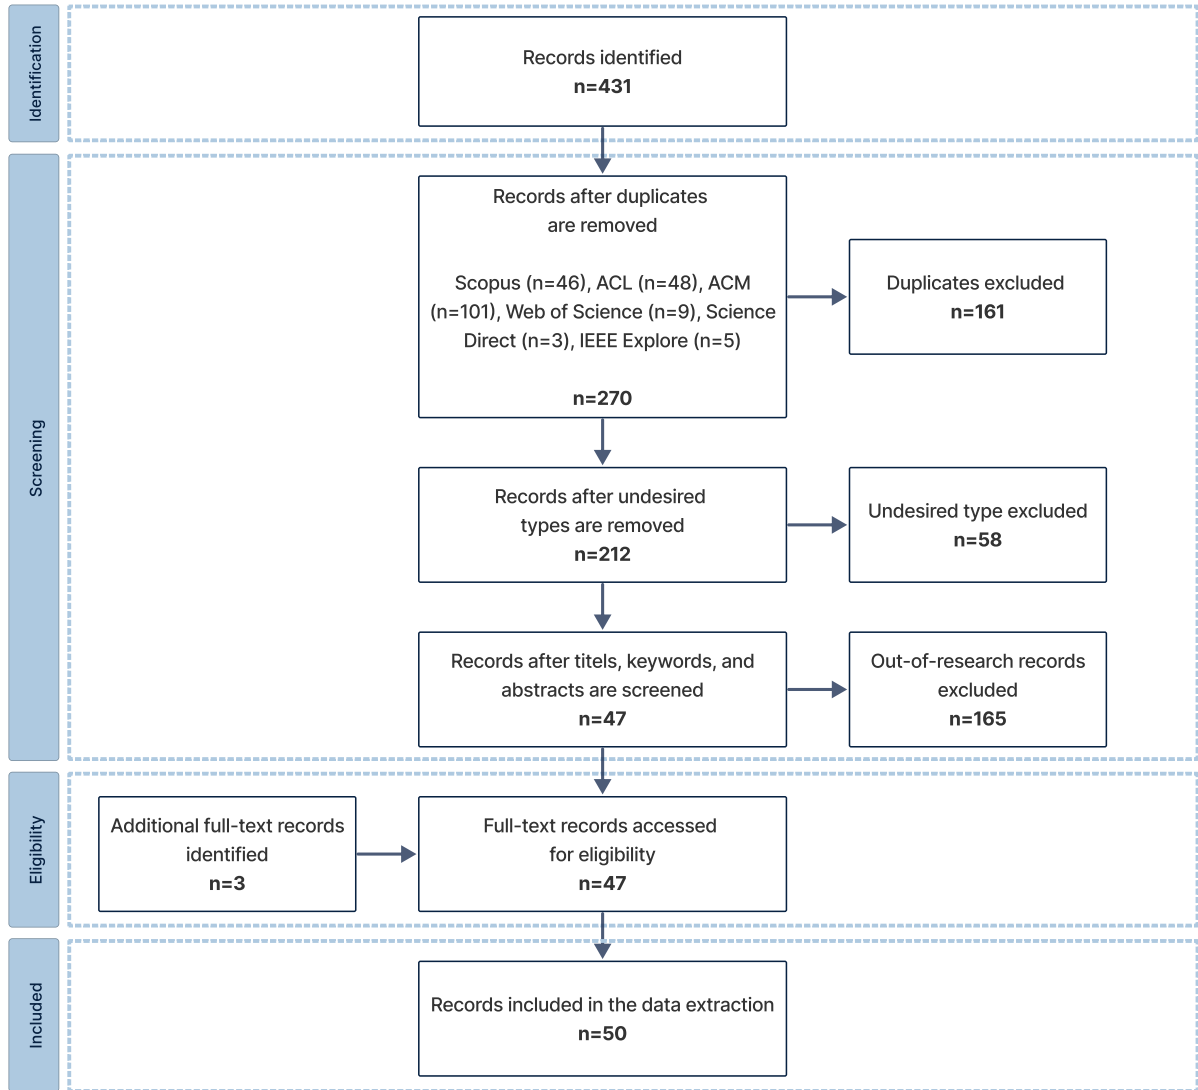 Identification
Records identified
n=431
Screening
Records after duplicates
are removed
Scopus (n=46), ACL (n=48), ACM
(n=101), Web of Science (n=9), Science
Direct (n=3), IEEE Explore (n=5)
n=270
Duplicates excluded
n=161
Records after undesired
types are removed
n=212
Undesired type excluded
n=58
Records after titels, keywords, and
abstracts are screened
n=47
Out-of-research records
excluded
n=165
Eligibility
Additional full-text records
identified
n=3
Full-text records accessed
for eligibility
n=47
Included
Records included in the data extraction
n=50